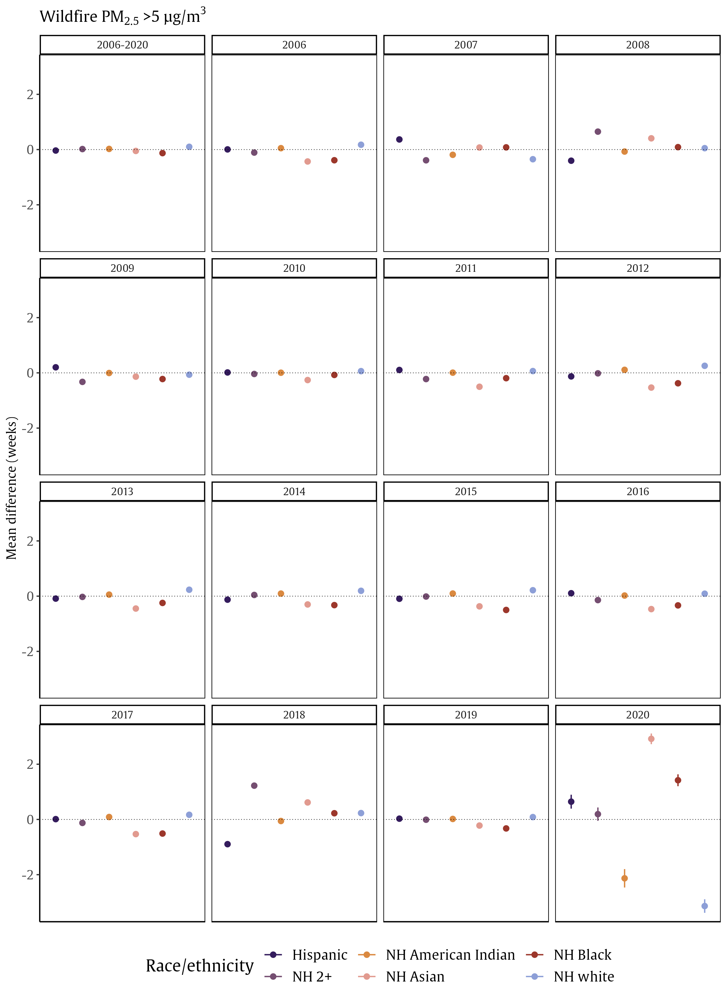 Wildfire PM2.5 >5 µg/m3
2006-2020 2006 2007 2008
2
0
-2
2009 2010 2011 2012
2
0
-2
Mean difference (weeks)
2013 2014 2015 2016
2
0
-2
2017 2018 2019 2020
2
0
-2
Race/ethnicity
Hispanic NH American Indian NH Black
NH 2+ NH Asian NH white